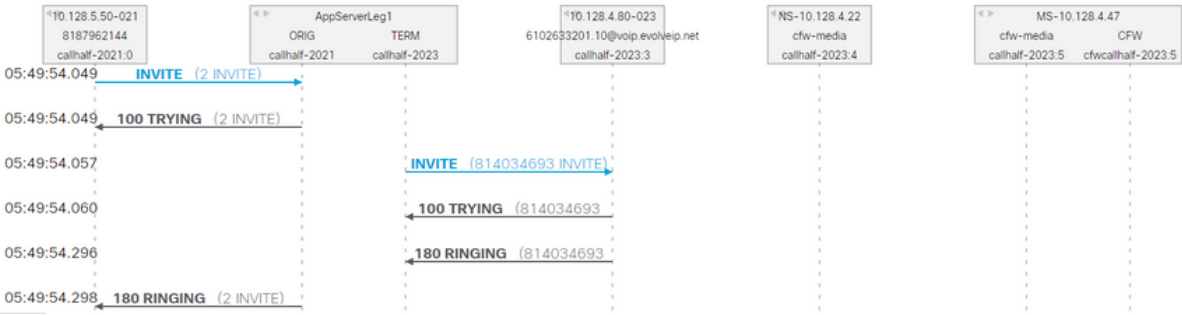 10.128.5.50-021
8187962144
callhalf-2021:0
AppServerLeg1
ORIG TERM
callhalf-2021 callhalf-2023
10.128.4.80-023
6102633201.10@voip.evolveip.net
callhalf-2023:3
NS-10.128.4.22
cfw-media
callhalf-2023:4
MS-10.128.4.47
cfw-media CFW
callhalf-2023:5 cfwcallhalf-2023:5
05:49:54.049 INVITE (2 INVITE)
05:49:54.049 100 TRYING (2 INVITE)
05:49:54.057 INVITE (814034693 INVITE)
05:49:54.060 100 TRYING (814034693
05:49:54.296 180 RINGING (814034693
05:49:54.298 180 RINGING (2 INVITE)